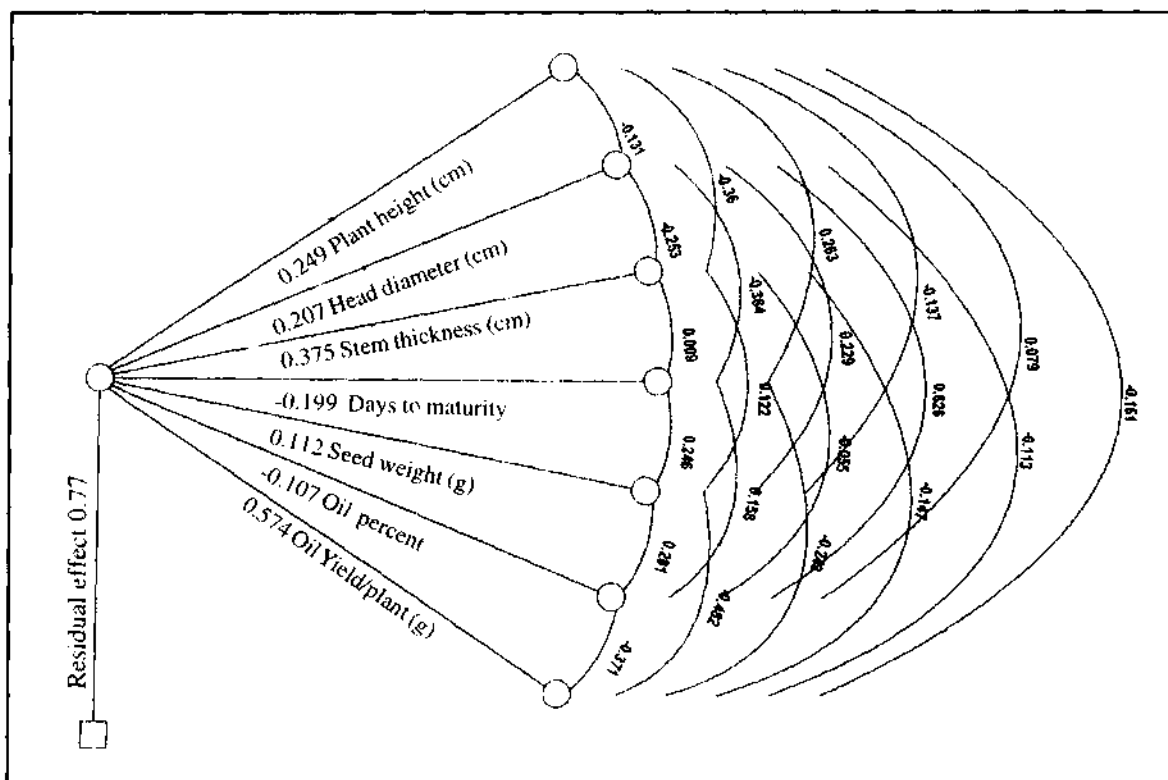 0.249 Plant height (cm)
0.207 Head diameter (cm)
0.375 Stem thickness (cm)
-0.199 Days to maturity
0.112 Seed weight (g)
-0.107 Oil percent
0.574 Oil Yield/plant (g)
Residual effect 0.77
-0.131
-0.253
0.009
0.246
0.281
-0.371
-0.36
-0.384
0.122
0.158
-0.482
0.263
0.229
-0.137
0.626
-0.147
0.079
-0.113
-0.161